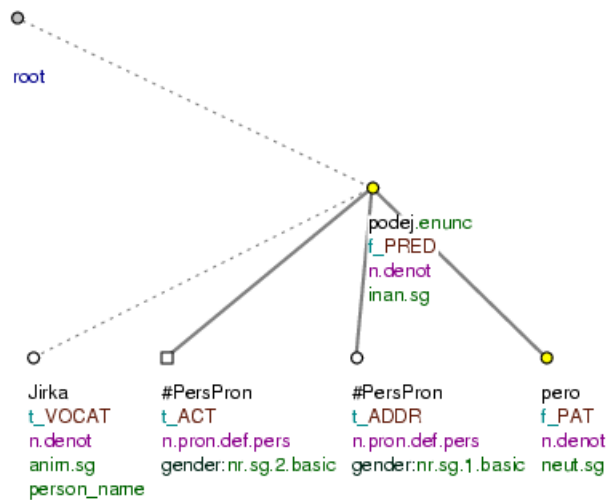 root
podej.enunc
f_PRED
n.denot
inan.sg
Jirka
t_VOCAT
n.denot
anim.sg
person_name
#PersPron
t_ACT
n.pron.def.pers
gender:nr.sg.2.basic
#PersPron
t_ADDR
n.pron.def.pers
gender:nr.sg.1.basic
pero
f_PAT
n.denot
neut.sg